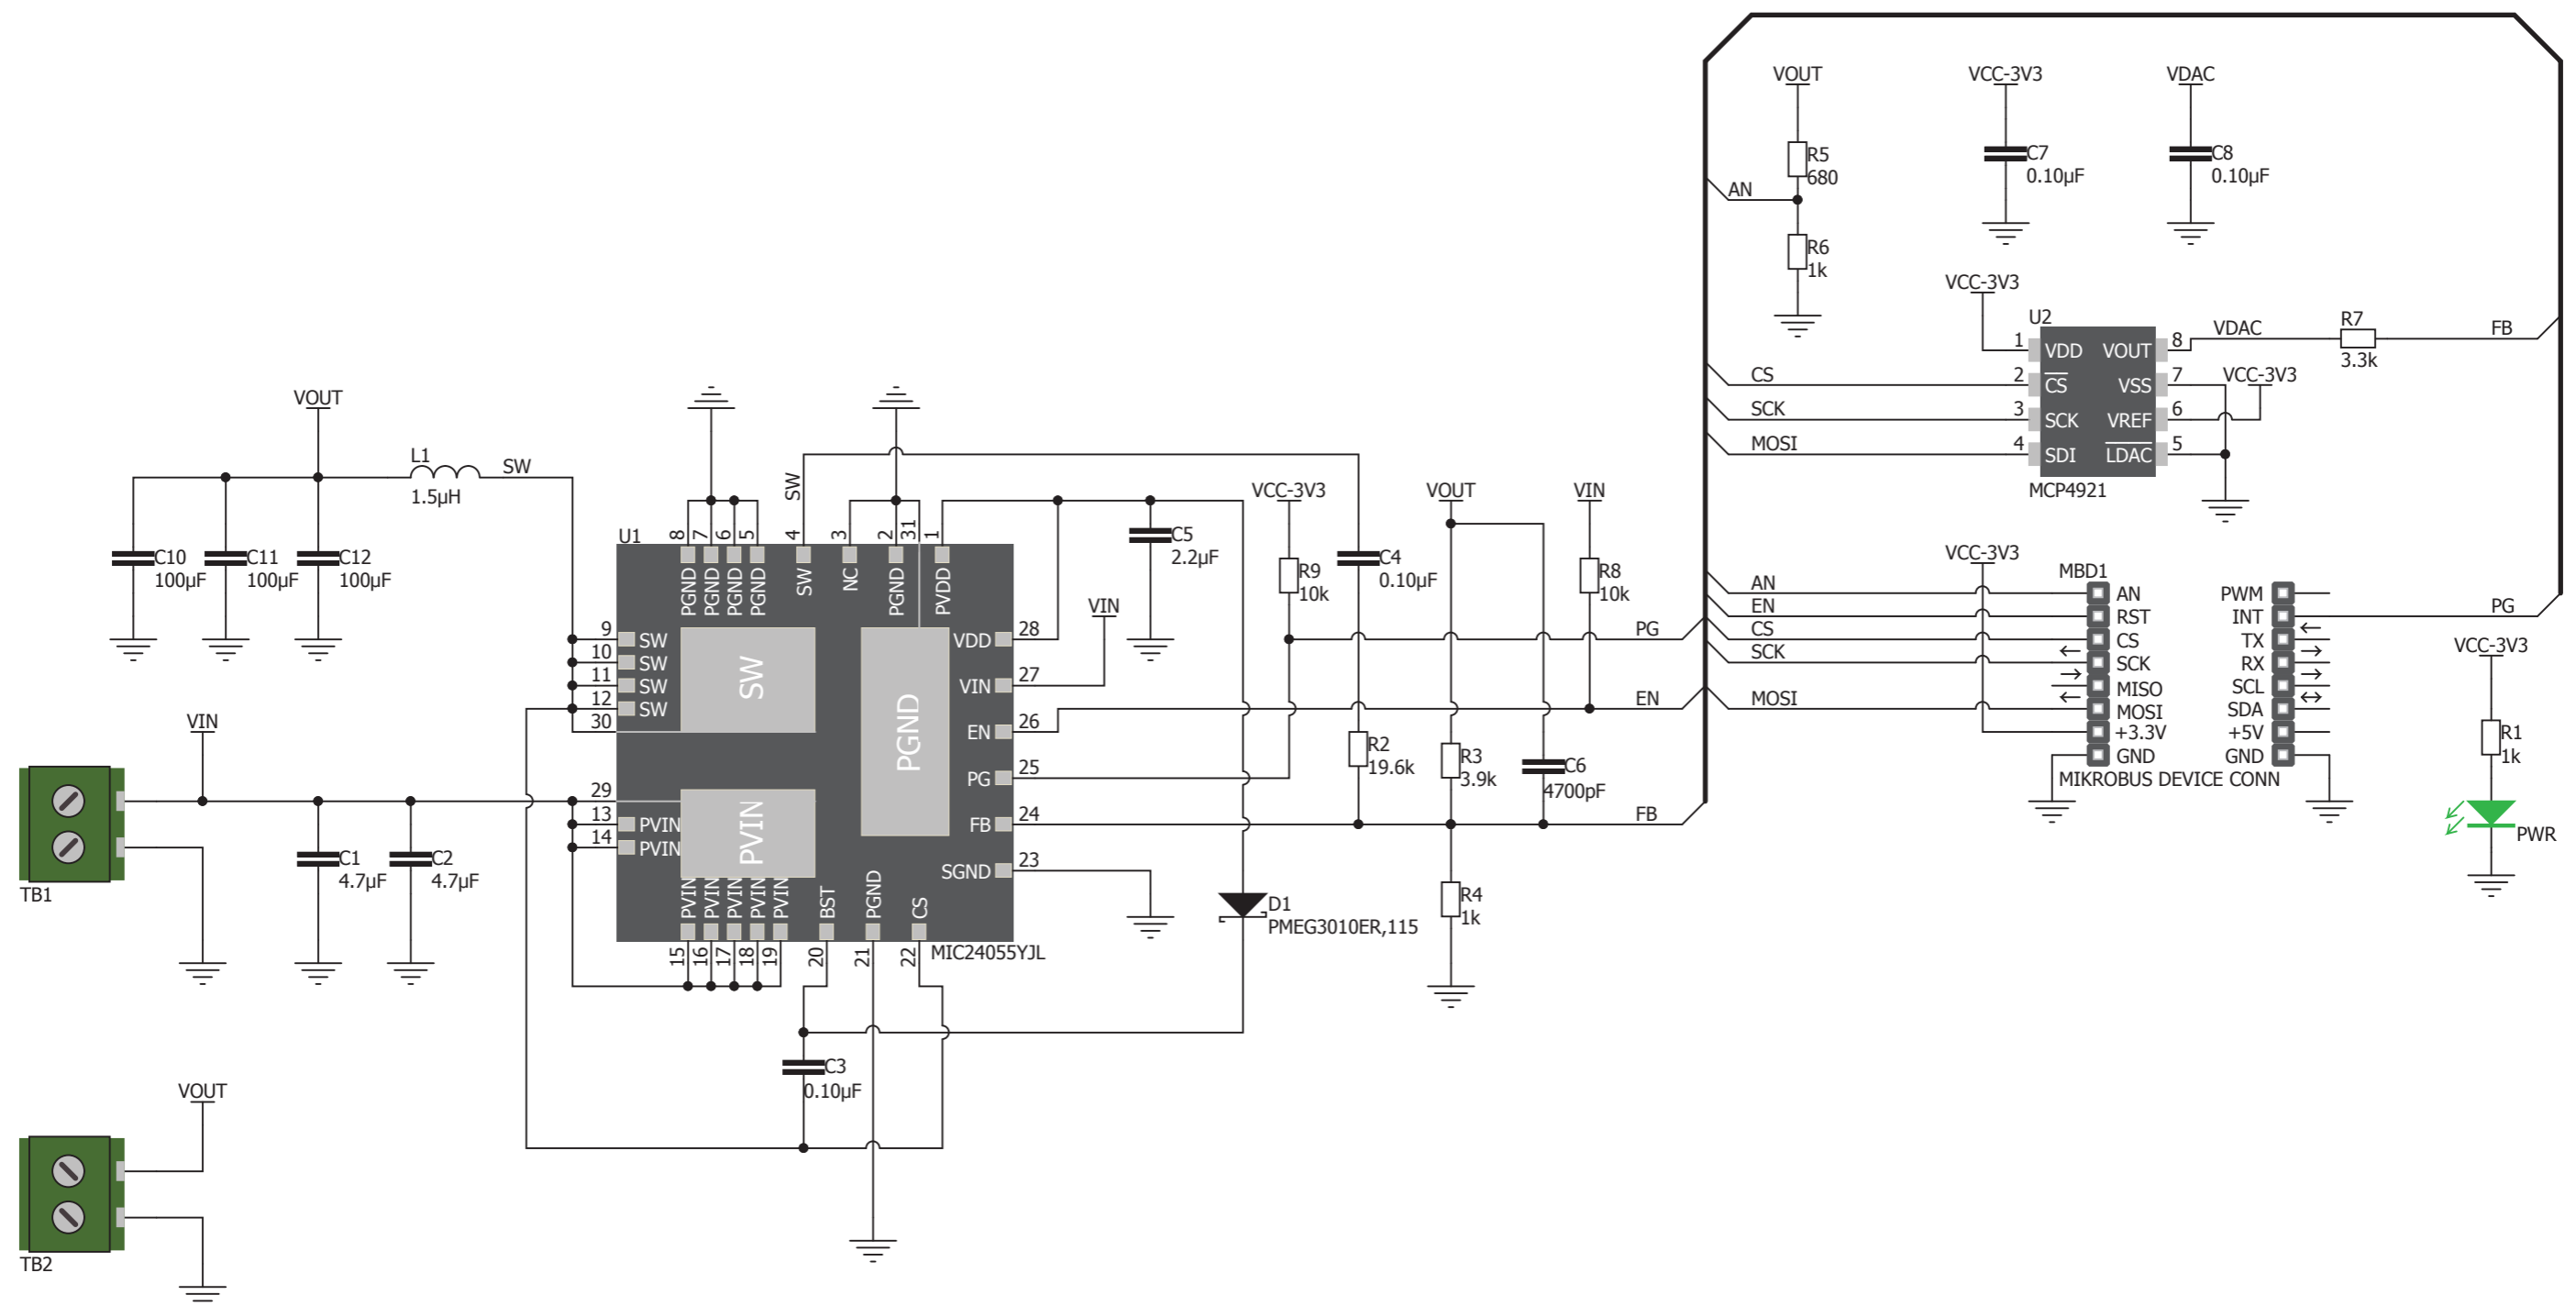 VOUT
L1
1.5µH
SW
C10
100µF
C11
100µF
C12
100µF
VIN
TB1
C1
4.7µF
C2
4.7µF
VOUT
TB2
U1
8
7
6
5
4
3
2
31
1
PGND
PGND
PGND
PGND
SW
SW
NC
PGND
PVDD
9
SW
10
SW
11
SW
12
SW
30
SW
29
13
PVIN
14
PVIN
PVIN
PGND
PVIN
PVIN
PVIN
PVIN
PVIN
BST
PGND
CS
15
16
17
18
19
20
21
22
MIC24055YJL
VDD
28
VIN
27
EN
26
PG
25
FB
24
SGND
23
C3
0.10µF
C5
2.2µF
VIN
VCC-3V3
R9
10k
C4
0.10µF
R2
19.6k
D1
PMEG3010ER,115
VOUT
R3
3.9k
R4
1k
C6
4700pF
VIN
R8
10k
PG
EN
FB
VOUT
R5
680
AN
R6
1k
VCC-3V3
C7
0.10µF
VDAC
C8
0.10µF
VCC-3V3
U2
1
VDD
VOUT
8
VDAC
R7
3.3k
FB
CS
2
CS
VSS
7
VCC-3V3
SCK
3
SCK
VREF
6
MOSI
4
SDI
LDAC
5
MCP4921
VCC-3V3
MBD1
AN
AN
PWM
EN
RST
INT
PG
CS
CS
TX
SCK
SCK
RX
MISO
SCL
MOSI
MOSI
SDA
+3.3V
+5V
GND
GND
MIKROBUS DEVICE CONN
VCC-3V3
R1
1k
PWR